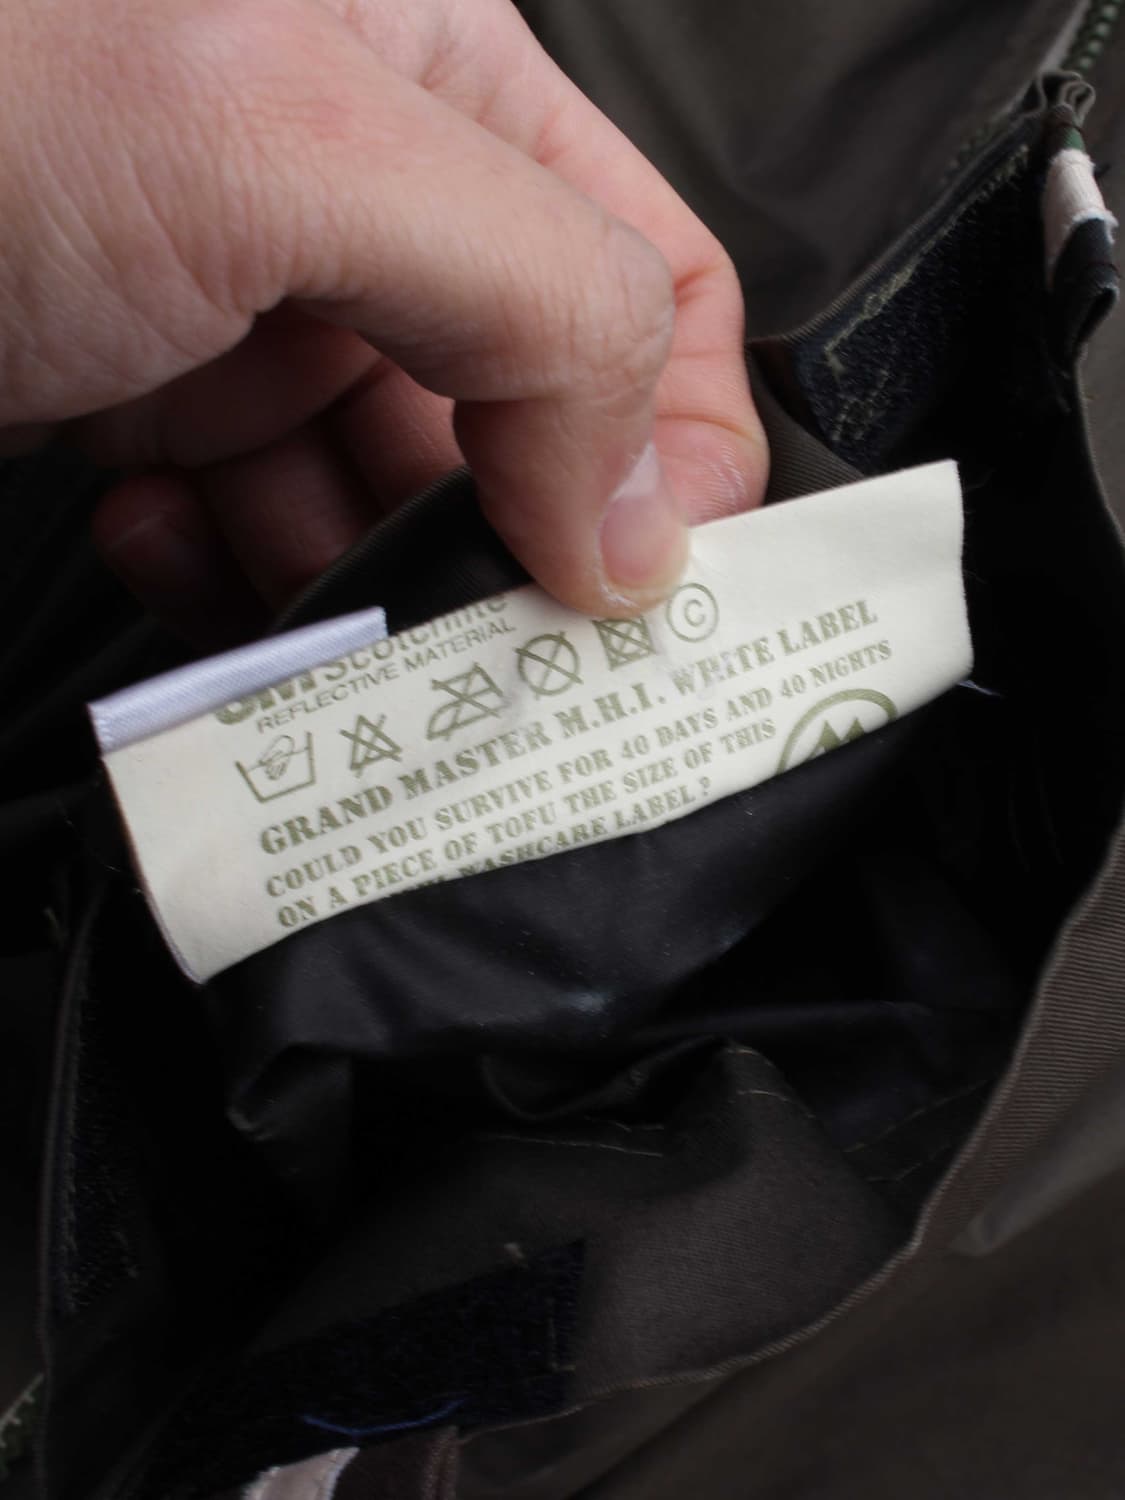 3M Scotchlite
REFLECTIVE MATERIAL
©
GRAND MASTER M.H.I. WHITE LABEL
COULD YOU SURVIVE FOR 40 DAYS AND 40 NIGHTS
ON A PIECE OF TOFU THE SIZE OF THIS
WASHCARE LABEL?